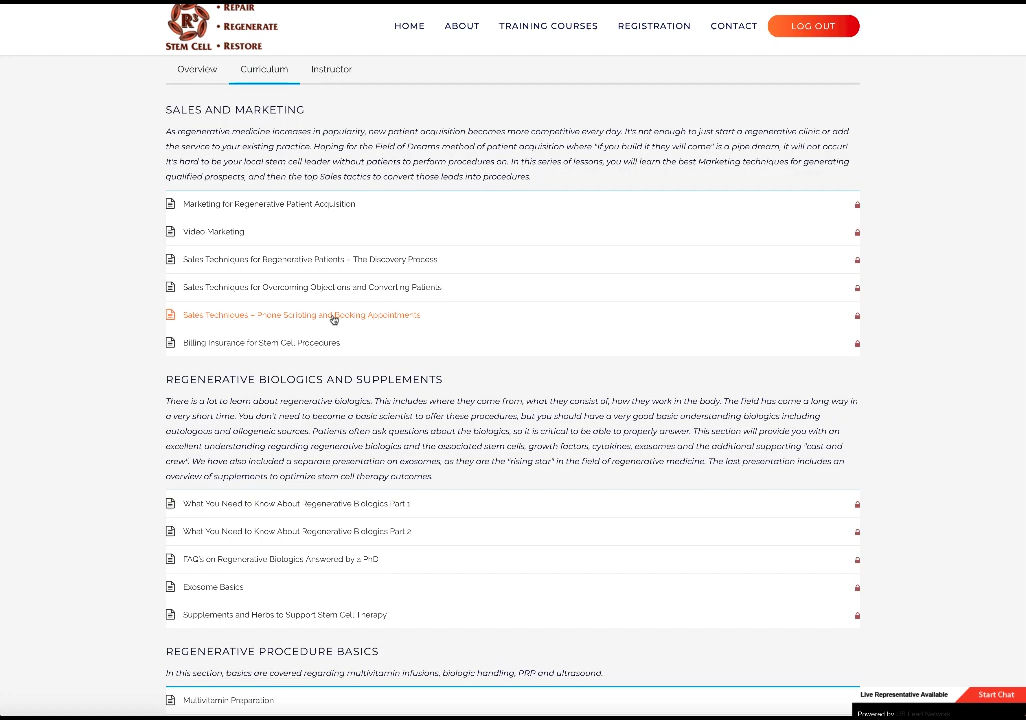 • REPAIR
R³ • REGENERATE
STEM CELL • RESTORE
HOME ABOUT TRAINING COURSES REGISTRATION CONTACT LOG OUT
Overview Curriculum Instructor
SALES AND MARKETING
As regenerative medicine increases in popularity, new patient acquisition becomes more competitive every day. It's not enough to just start a regenerative clinic or add
the service to your existing practice. Hoping for the Field of Dreams method of patient acquisition where "if you build it they will come" is a pipe dream, it will not occur!
It's hard to be your local stem cell leader without patients to perform procedures on. In this series of lessons, you will learn the best Marketing techniques for generating
qualified prospects, and then the top Sales tactics to convert those leads into procedures.
Marketing for Regenerative Patient Acquisition
Video Marketing
Sales Techniques for Regenerative Patients – The Discovery Process
Sales Techniques for Overcoming Objections and Converting Patients
Sales Techniques – Phone Scripting and Booking Appointments
Billing Insurance for Stem Cell Procedures
REGENERATIVE BIOLOGICS AND SUPPLEMENTS
There is a lot to learn about regenerative biologics. This includes where they come from, what they consist of, how they work in the body. The field has come a long way in
a very short time. You don't need to become a basic scientist to offer these procedures, but you should have a very good basic understanding biologics including
autologous and allogeneic sources. Patients often ask questions about the biologics, so it is critical to be able to properly answer. This section will provide you with an
excellent understanding regarding regenerative biologics and the associated stem cells, growth factors, cytokines, exosomes and the additional supporting "cast and
crew". We have also included a separate presentation on exosomes, as they are the "rising star" in the field of regenerative medicine. The last presentation includes an
overview of supplements to optimize stem cell therapy outcomes.
What You Need to Know About Regenerative Biologics Part 1
What You Need to Know About Regenerative Biologics Part 2
FAQ's on Regenerative Biologics Answered by a PhD
Exosome Basics
Supplements and Herbs to Support Stem Cell Therapy
REGENERATIVE PROCEDURE BASICS
In this section, basics are covered regarding multivitamin infusions, biologic handling, PRP and ultrasound.
Multivitamin Preparation
Live Representative Available Start Chat
Powered by Lead Network